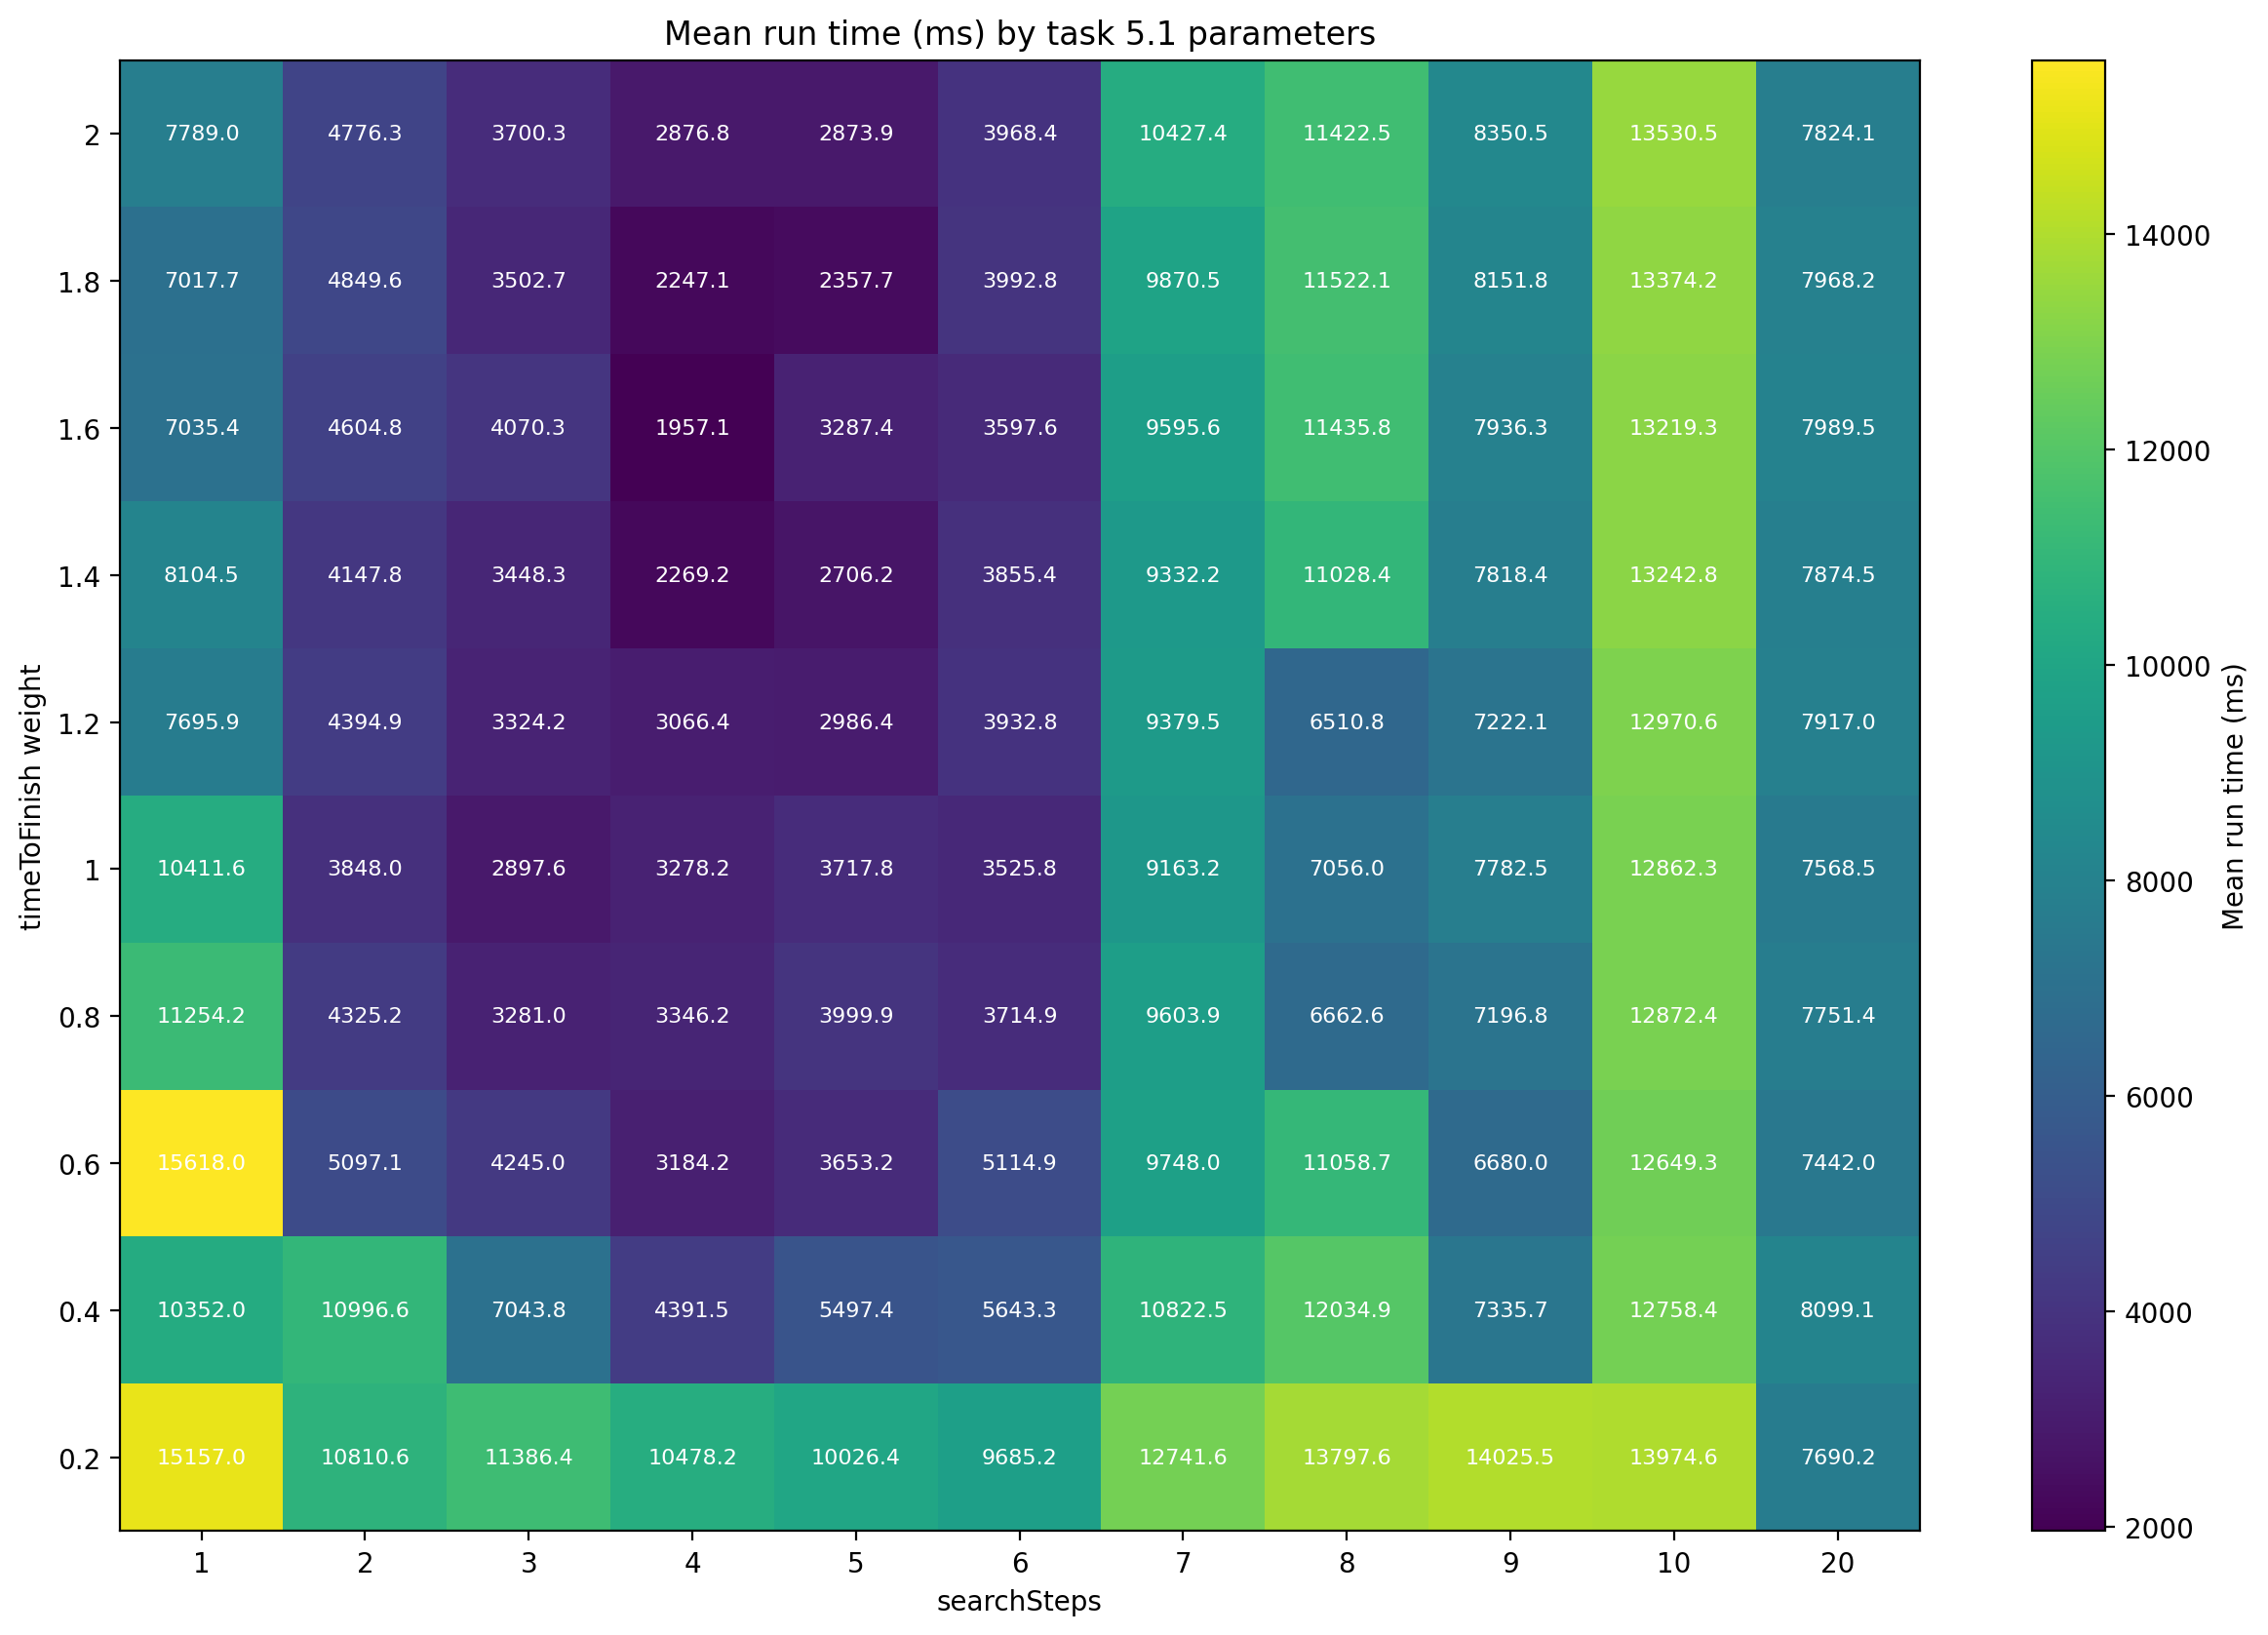 Mean run time (ms) by task 5.1 parameters
2 7789.0 4776.3 3700.3 2876.8 2873.9 3968.4 10427.4 11422.5 8350.5 13530.5 7824.1
14000
1.8 7017.7 4849.6 3502.7 2247.1 2357.7 3992.8 9870.5 11522.1 8151.8 13374.2 7968.2
1.6 7035.4 4604.8 4070.3 1957.1 3287.4 3597.6 9595.6 11435.8 7936.3 13219.3 7989.5
12000
1.4 8104.5 4147.8 3448.3 2269.2 2706.2 3855.4 9332.2 11028.4 7818.4 13242.8 7874.5
10000
1.2 7695.9 4394.9 3324.2 3066.4 2986.4 3932.8 9379.5 6510.8 7222.1 12970.6 7917.0
timeToFinish weight
Mean run time (ms)
1 10411.6 3848.0 2897.6 3278.2 3717.8 3525.8 9163.2 7056.0 7782.5 12862.3 7568.5
8000
0.8 11254.2 4325.2 3281.0 3346.2 3999.9 3714.9 9603.9 6662.6 7196.8 12872.4 7751.4
6000
0.6 15618.0 5097.1 4245.0 3184.2 3653.2 5114.9 9748.0 11058.7 6680.0 12649.3 7442.0
0.4 10352.0 10996.6 7043.8 4391.5 5497.4 5643.3 10822.5 12034.9 7335.7 12758.4 8099.1
4000
0.2 15157.0 10810.6 11386.4 10478.2 10026.4 9685.2 12741.6 13797.6 14025.5 13974.6 7690.2
2000
1 2 3 4 5 6 7 8 9 10 20
searchSteps